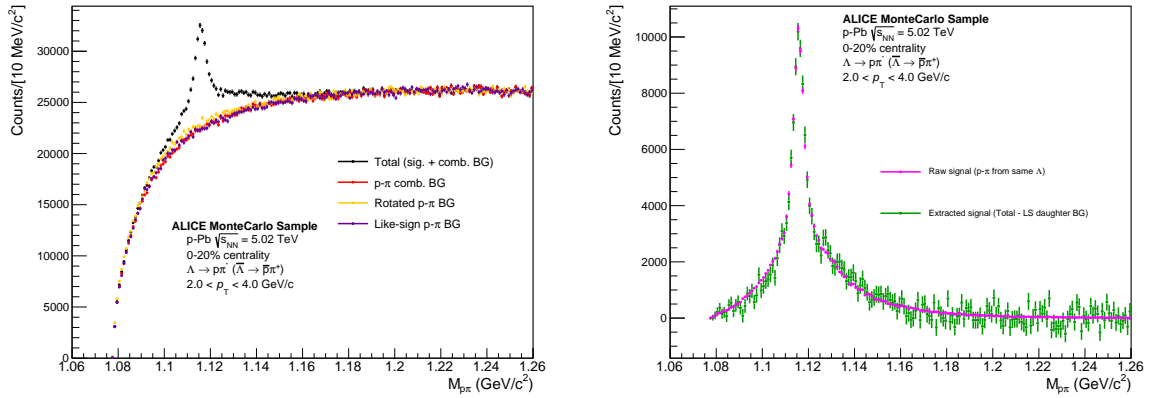 Counts/[10 MeV/c²]
30000
25000
20000
15000
10000
5000
0
Total (sig. + comb. BG)
p-π comb. BG
Rotated p-π BG
Like-sign p-π BG
ALICE MonteCarlo Sample
p-Pb √s_NN = 5.02 TeV
0-20% centrality
Λ → pπ⁻ (Λ̅ → p̅π⁺)
2.0 < p_T < 4.0 GeV/c
1.06 1.08 1.1 1.12 1.14 1.16 1.18 1.2 1.22 1.24 1.26
M_pπ (GeV/c²)
Counts/[10 MeV/c²]
10000
8000
6000
4000
2000
0
ALICE MonteCarlo Sample
p-Pb √s_NN = 5.02 TeV
0-20% centrality
Λ → pπ⁻ (Λ̅ → p̅π⁺)
2.0 < p_T < 4.0 GeV/c
Raw signal (p-π from same Λ)
Extracted signal (Total - LS daughter BG)
1.06 1.08 1.1 1.12 1.14 1.16 1.18 1.2 1.22 1.24 1.26
M_pπ (GeV/c²)